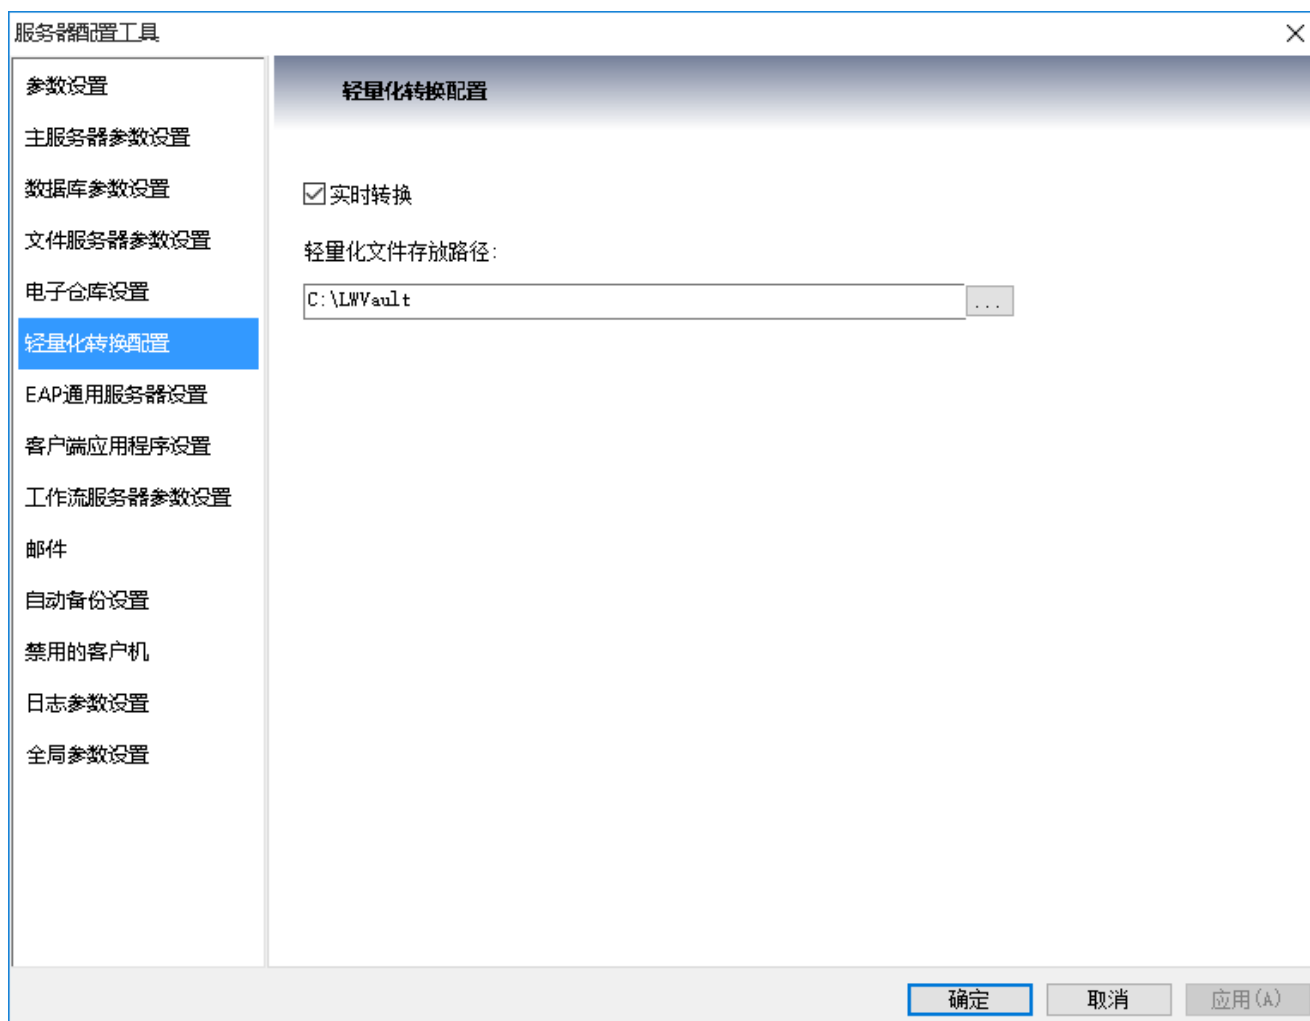 服务器配置工具
参数设置
主服务器参数设置
数据库参数设置
文件服务器参数设置
电子仓库设置
轻量化转换配置
EAP通用服务器设置
客户端应用程序设置
工作流服务器参数设置
邮件
自动备份设置
禁用的客户机
日志参数设置
全局参数设置
轻量化转换配置
实时转换
轻量化文件存放路径:
C:\LWVault
...
确定
取消
应用(A)